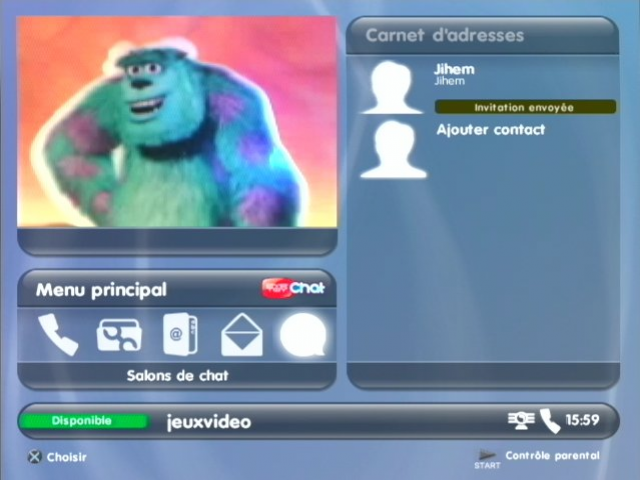 Carnet d'adresses
Jihem
Jihem
Invitation envoyée
Ajouter contact
Menu principal
Chat
@
Salons de chat
Disponible
jeuxvideo
15:59
Choisir
START
Contrôle parental